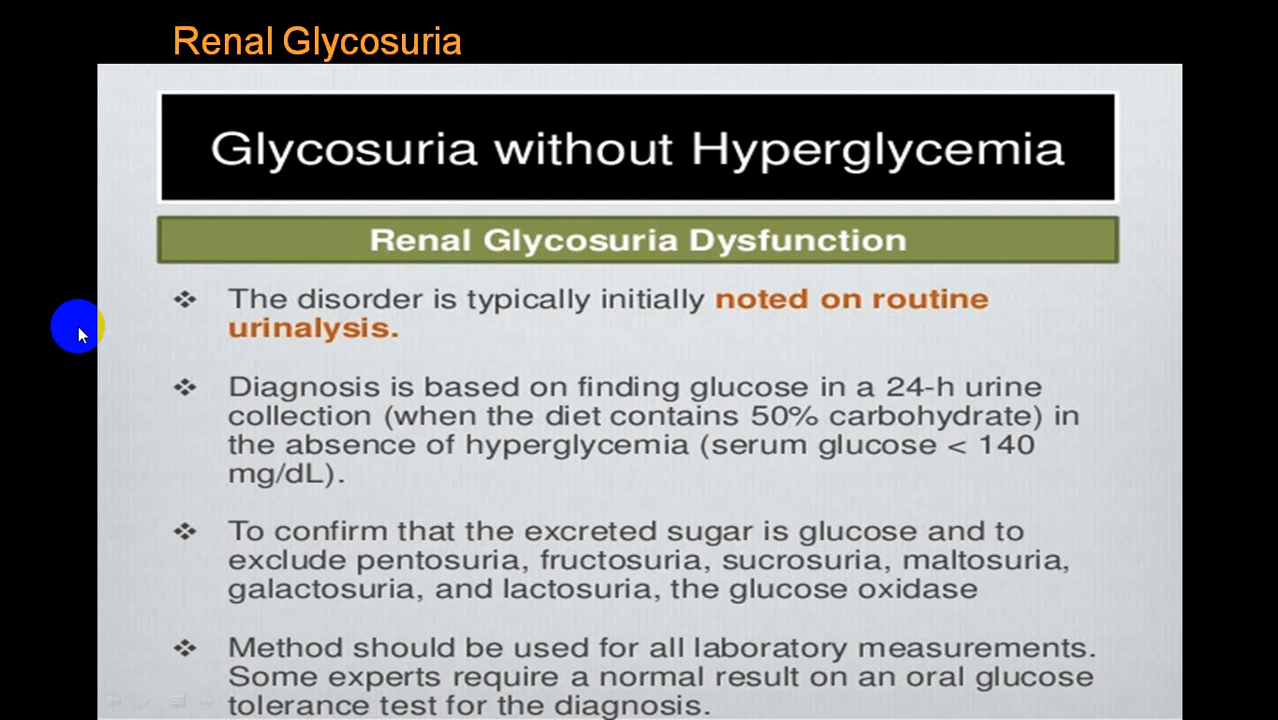 Renal Glycosuria
Glycosuria without Hyperglycemia
Renal Glycosuria Dysfunction
❖ The disorder is typically initially noted on routine
urinalysis.
❖ Diagnosis is based on finding glucose in a 24-h urine
collection (when the diet contains 50% carbohydrate) in
the absence of hyperglycemia (serum glucose < 140
mg/dL).
❖ To confirm that the excreted sugar is glucose and to
exclude pentosuria, fructosuria, sucrosuria, maltosuria,
galactosuria, and lactosuria, the glucose oxidase
❖ Method should be used for all laboratory measurements.
Some experts require a normal result on an oral glucose
tolerance test for the diagnosis.